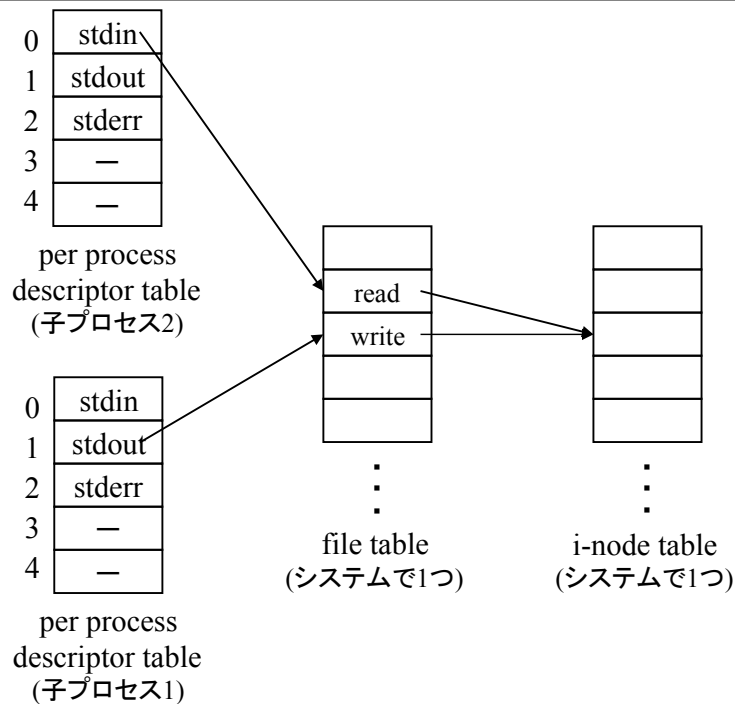 0 stdin
1 stdout
2 stderr
3 —
4 —
per process
descriptor table
(子プロセス2)
0 stdin
1 stdout
2 stderr
3 —
4 —
per process
descriptor table
(子プロセス1)
read
write
file table
(システムで1つ)
i-node table
(システムで1つ)